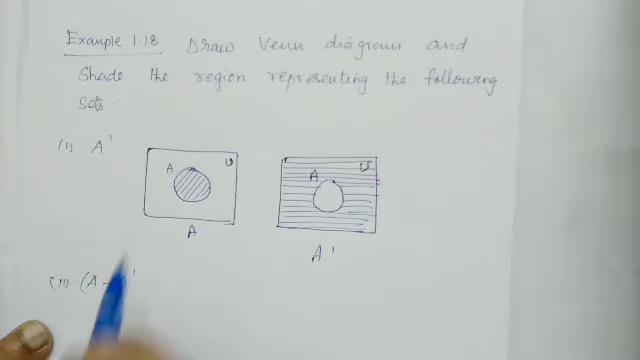 Example 1.18 Draw Venn diagram and
Shade the region representing the following
Sets.
(i) A'
A U
A
A U
A'
(ii) (A -